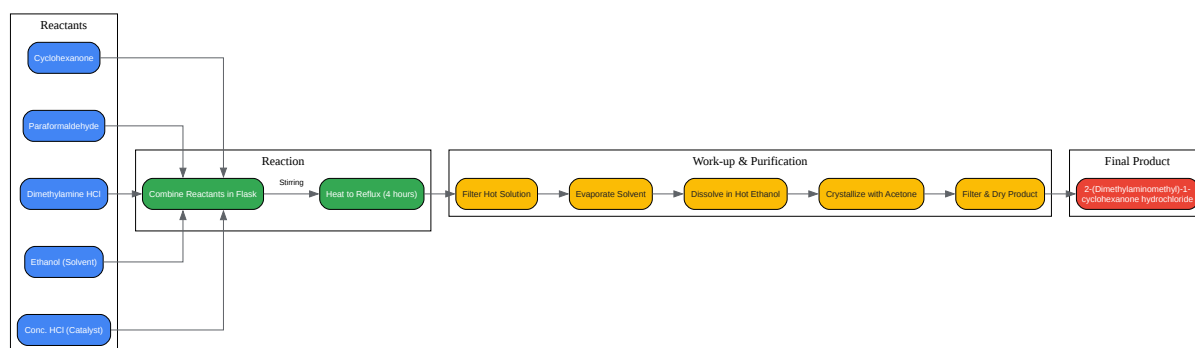 Reactants
Cyclohexanone
Paraformaldehyde
Dimethylamine HCl
Ethanol (Solvent)
Conc. HCl (Catalyst)
Reaction
Combine Reactants in Flask
Stirring
Heat to Reflux (4 hours)
Work-up & Purification
Filter Hot Solution
Evaporate Solvent
Dissolve in Hot Ethanol
Crystallize with Acetone
Filter & Dry Product
Final Product
2-(Dimethylaminomethyl)-1-
cyclohexanone hydrochloride